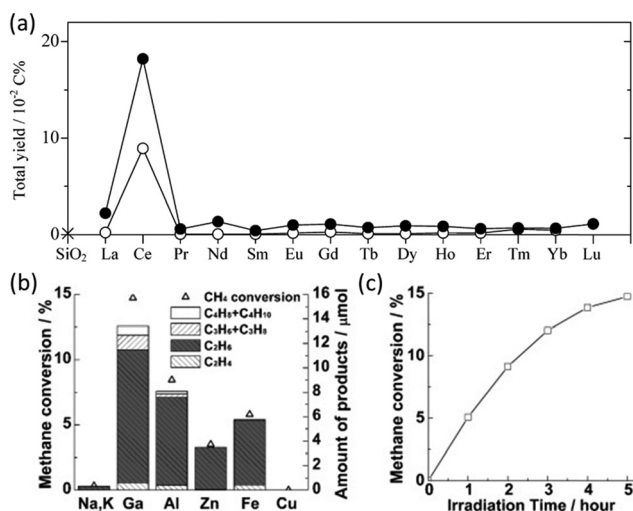 (a)
Total yield / 10⁻² C%
20
10
0
SiO₂ La Ce Pr Nd Sm Eu Gd Tb Dy Ho Er Tm Yb Lu
(b)
Methane conversion / %
15
10
5
0
CH₄ conversion
C₄H₈+C₄H₁₀
C₃H₆+C₃H₈
C₂H₆
C₂H₄
16
14
12
10
8
6
4
2
0
Amount of products / μmol
Na,K Ga Al Zn Fe Cu
(c)
Methane conversion / %
15
10
5
0 1 2 3 4 5
Irradiation Time / hour